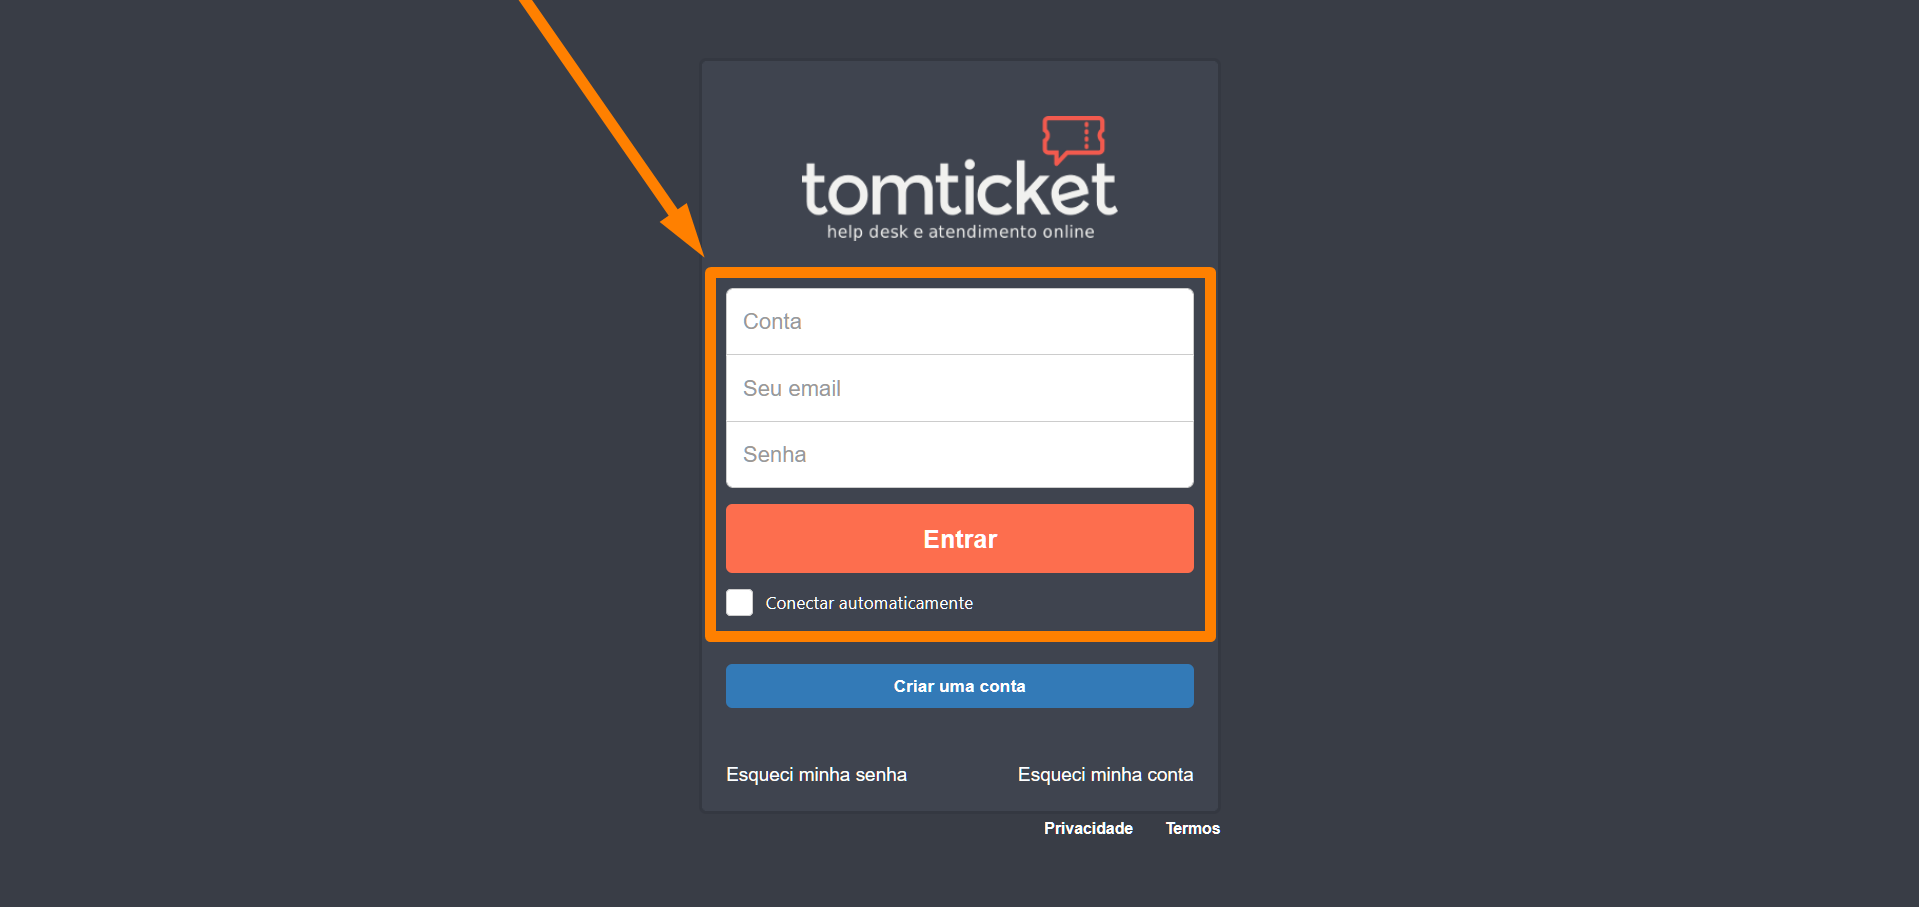 tomticket
help desk e atendimento online
Conta
Seu email
Senha
Entrar
Conectar automaticamente
Criar uma conta
Esqueci minha senha Esqueci minha conta
Privacidade Termos